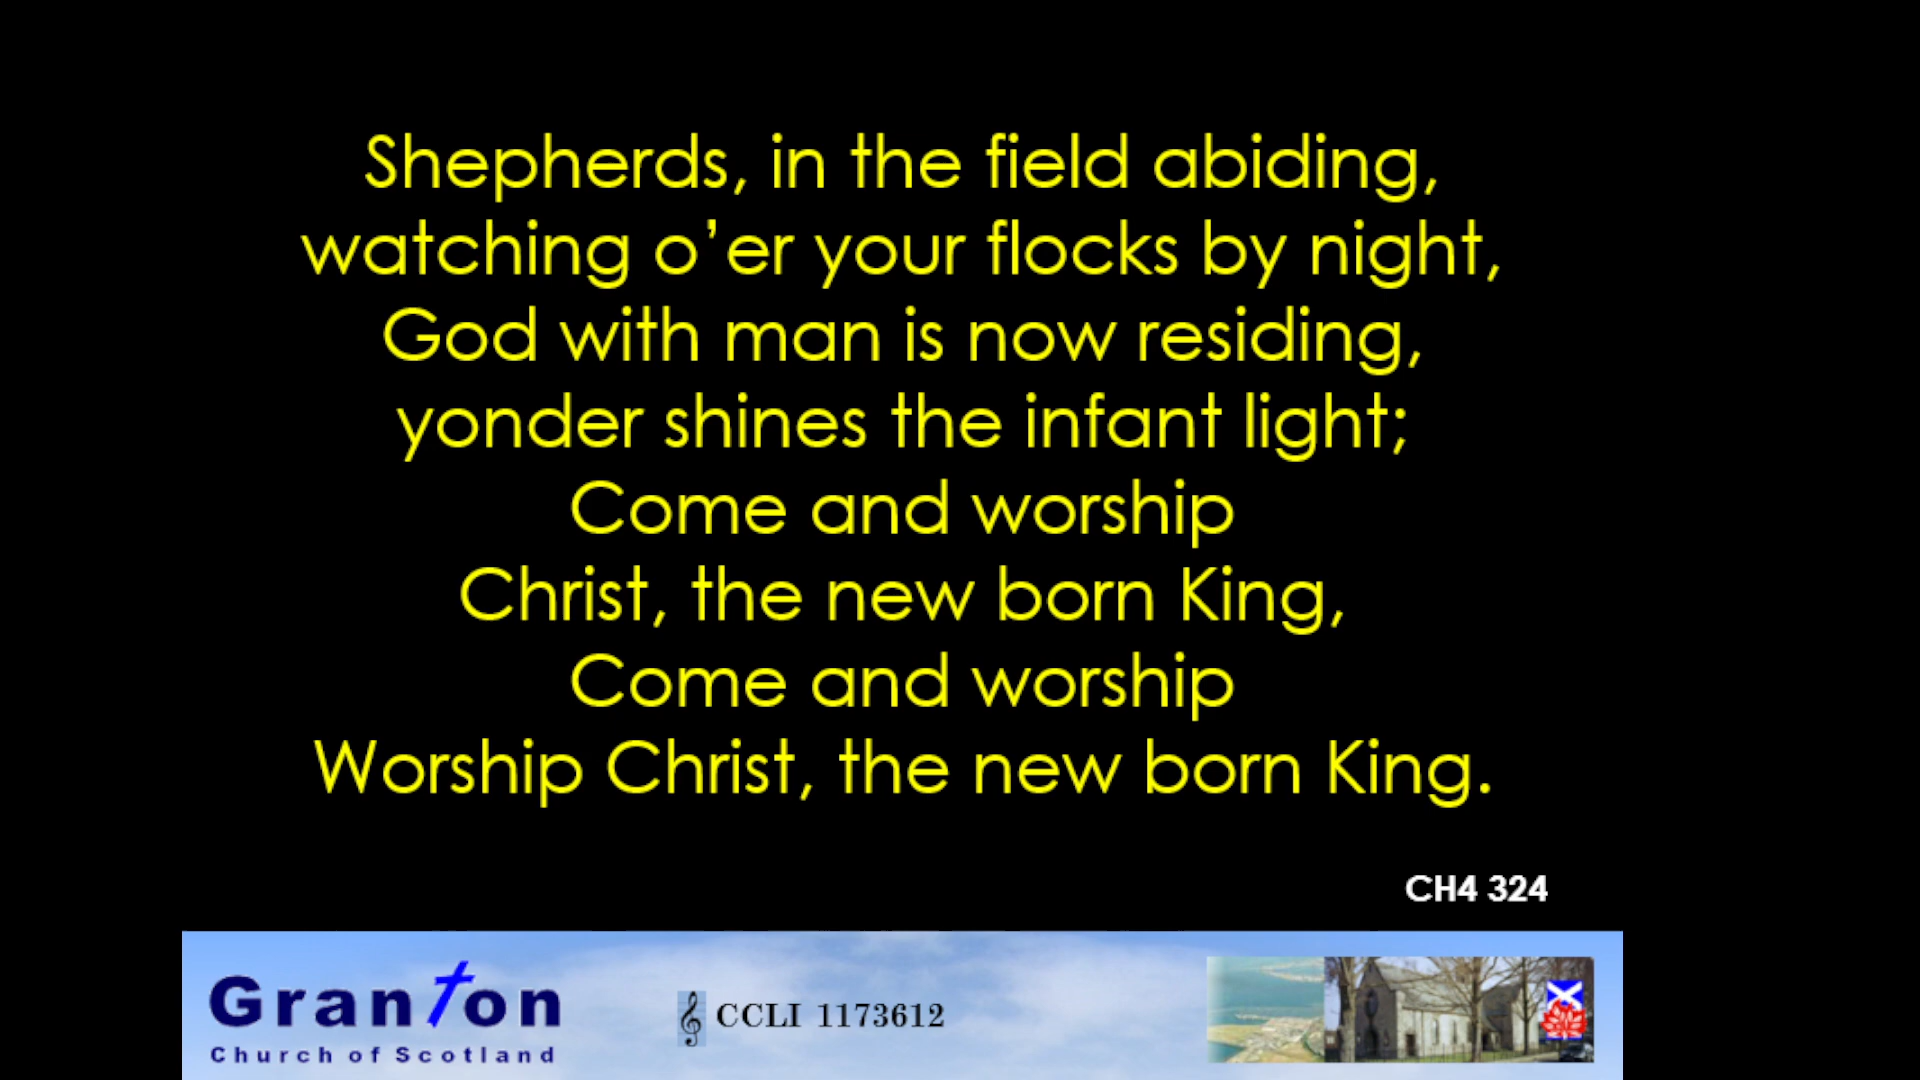 Shepherds, in the field abiding,
watching o’er your flocks by night,
God with man is now residing,
yonder shines the infant light;
Come and worship
Christ, the new born King,
Come and worship
Worship Christ, the new born King.
CH4 324
Granton
Church of Scotland
CCLI 1173612